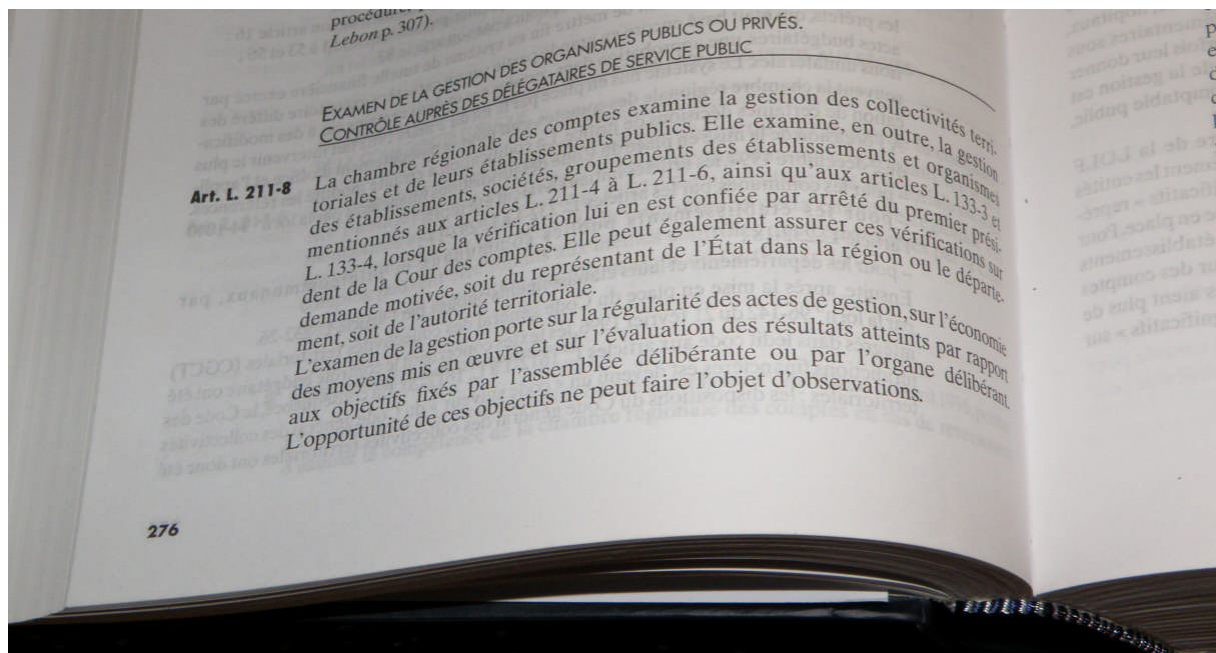 Lebon p. 307).
EXAMEN DE LA GESTION DES ORGANISMES PUBLICS OU PRIVÉS.
CONTRÔLE AUPRÈS DES DÉLÉGATAIRES DE SERVICE PUBLIC
Art. L. 211-8 La chambre régionale des comptes examine la gestion des collectivités terri-
toriales et de leurs établissements publics. Elle examine, en outre, la gestion
des établissements, sociétés, groupements des établissements et organismes
mentionnés aux articles L. 211-4 à L. 211-6, ainsi qu'aux articles L. 133-3 et
L. 133-4, lorsque la vérification lui en est confiée par arrêté du premier prési-
dent de la Cour des comptes. Elle peut également assurer ces vérifications sur
demande motivée, soit du représentant de l'État dans la région ou le départe-
ment, soit de l'autorité territoriale.
L'examen de la gestion porte sur la régularité des actes de gestion, sur l'économie
des moyens mis en œuvre et sur l'évaluation des résultats atteints par rapport
aux objectifs fixés par l'assemblée délibérante ou par l'organe délibérant.
L'opportunité de ces objectifs ne peut faire l'objet d'observations.
276